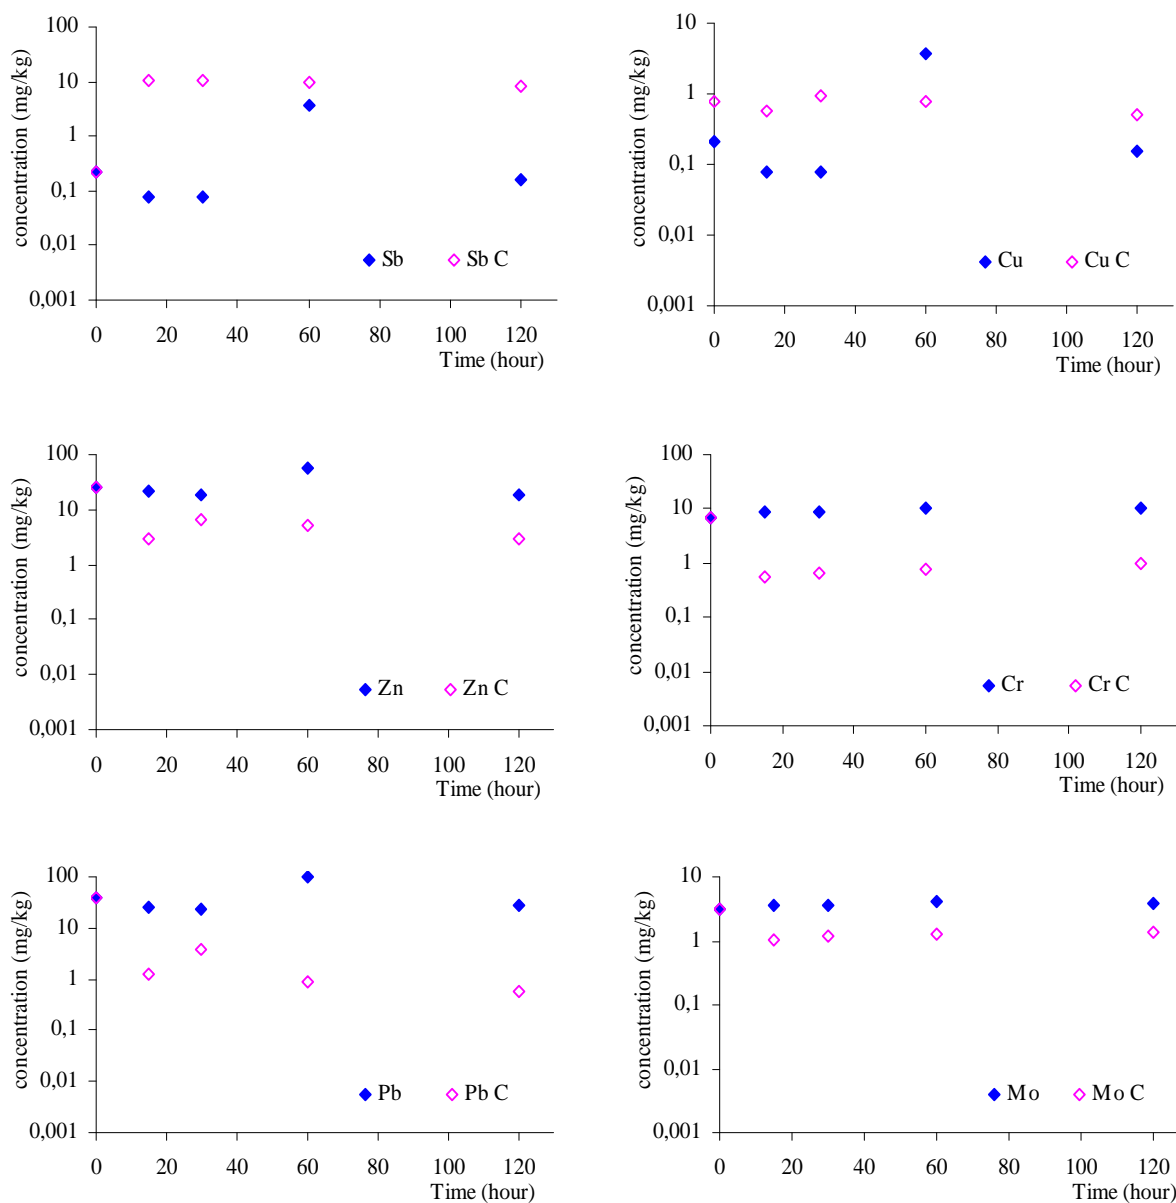 100
10
1
0,1
0,01
0,001
concentration (mg/kg)
Sb
Sb C
0 20 40 60 80 100 120
Time (hour)
10
1
0,1
0,01
0,001
concentration (mg/kg)
Cu
Cu C
0 20 40 60 80 100 120
Time (hour)
100
10
1
0,1
0,01
0,001
concentration (mg/kg)
Zn
Zn C
0 20 40 60 80 100 120
Time (hour)
100
10
1
0,1
0,01
0,001
concentration (mg/kg)
Cr
Cr C
0 20 40 60 80 100 120
Time (hour)
100
10
1
0,1
0,01
0,001
concentration (mg/kg)
Pb
Pb C
0 20 40 60 80 100 120
Time (hour)
10
1
0,1
0,01
0,001
concentration (mg/kg)
Mo
Mo C
0 20 40 60 80 100 120
Time (hour)